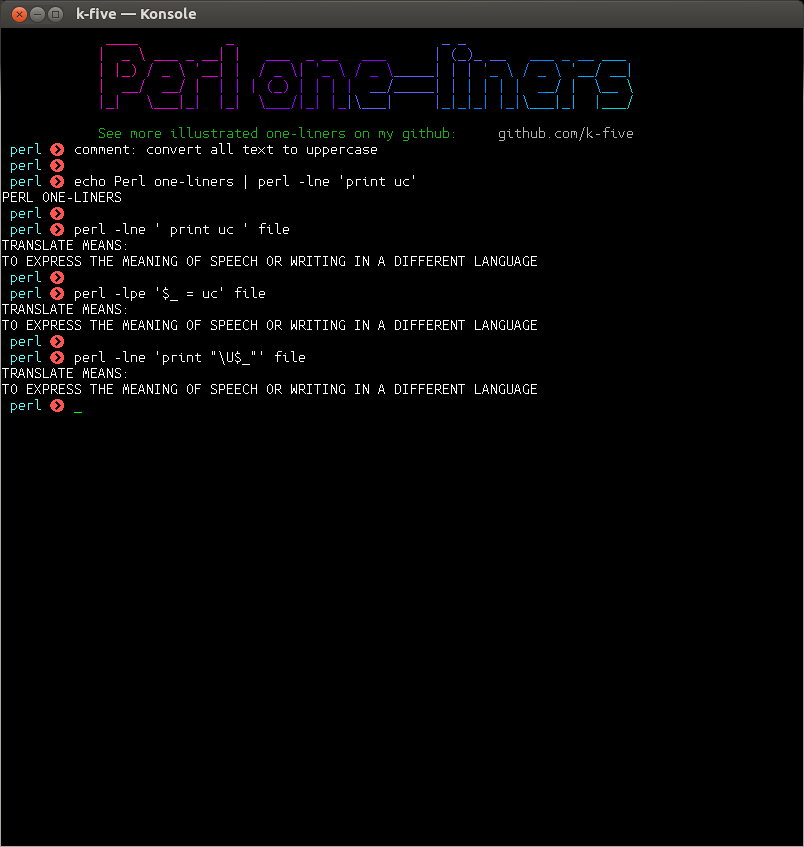 k-five — Konsole
Perl one-liners
See more illustrated one-liners on my github: github.com/k-five
perl comment: convert all text to uppercase
perl
perl echo Perl one-liners | perl -lne 'print uc'
PERL ONE-LINERS
perl
perl perl -lne ' print uc ' file
TRANSLATE MEANS:
TO EXPRESS THE MEANING OF SPEECH OR WRITING IN A DIFFERENT LANGUAGE
perl
perl perl -lpe '$_ = uc' file
TRANSLATE MEANS:
TO EXPRESS THE MEANING OF SPEECH OR WRITING IN A DIFFERENT LANGUAGE
perl
perl perl -lne 'print "\U$_"' file
TRANSLATE MEANS:
TO EXPRESS THE MEANING OF SPEECH OR WRITING IN A DIFFERENT LANGUAGE
perl _